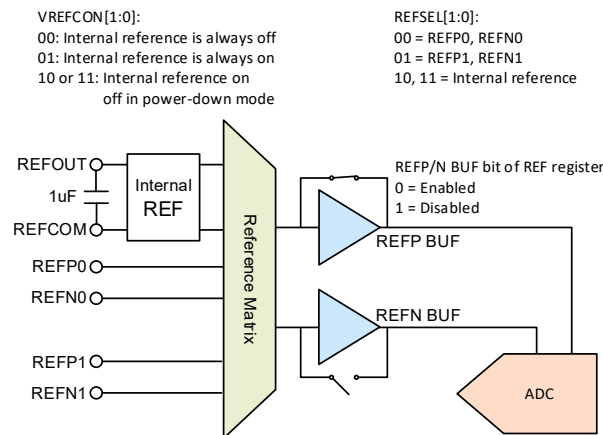 VREFCON[1:0]:
00: Internal reference is always off
01: Internal reference is always on
10 or 11: Internal reference on
off in power-down mode
REFSEL[1:0]:
00 = REFP0, REFN0
01 = REFP1, REFN1
10, 11 = Internal reference
REFOUT
1uF
REFCOM
Internal
REF
REFP0
REFN0
REFP1
REFN1
Reference Matrix
REFP/N BUF bit of REF register
0 = Enabled
1 = Disabled
REFP BUF
REFN BUF
ADC